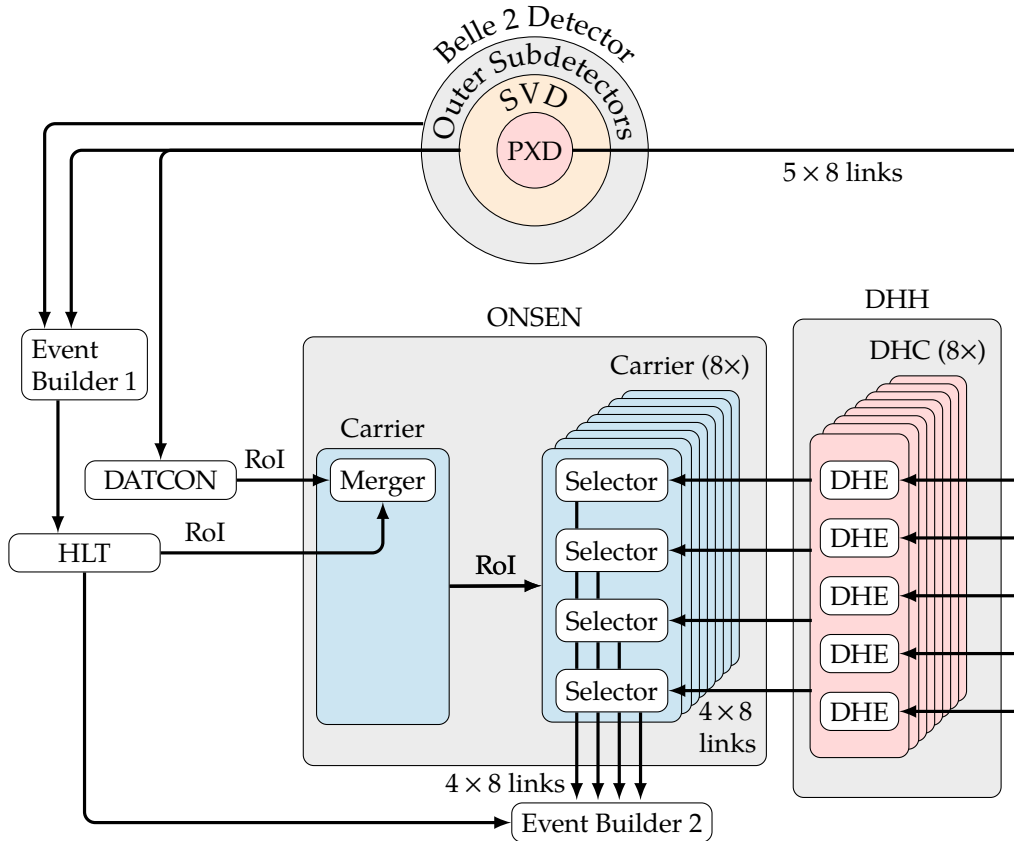 Belle 2 Detector
Outer Subdetectors
SVD
PXD
5 × 8 links
DHH
ONSEN
Event
Builder 1
Carrier (8×)
DHC (8×)
Carrier
RoI
DATCON
Merger
Selector
DHE
RoI
HLT
Selector
DHE
RoI
DHE
Selector
DHE
Selector
DHE
4 × 8
links
4 × 8 links
Event Builder 2